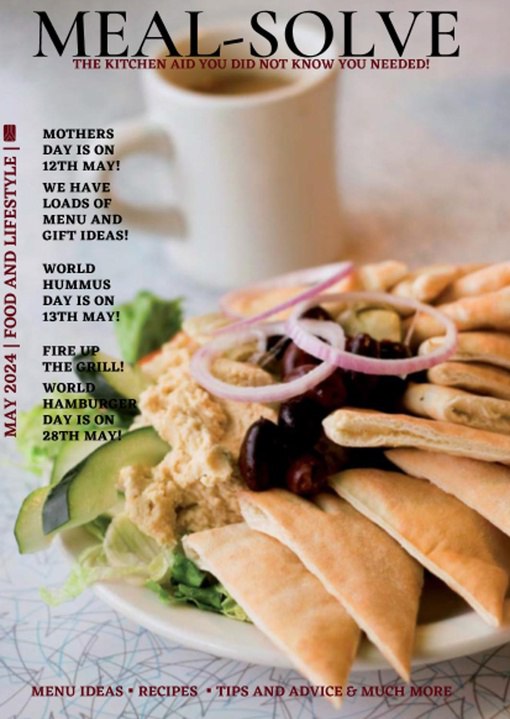 MEAL-SOLVE
THE KITCHEN AID YOU DID NOT KNOW YOU NEEDED!
MOTHERS
DAY IS ON
12TH MAY!
WE HAVE
LOADS OF
MENU AND
GIFT IDEAS!
WORLD
HUMMUS
DAY IS ON
13TH MAY!
FIRE UP
THE GRILL!
WORLD
HAMBURGER
DAY IS ON
28TH MAY!
MAY 2024 | FOOD AND LIFESTYLE |
MENU IDEAS • RECIPES • TIPS AND ADVICE & MUCH MORE